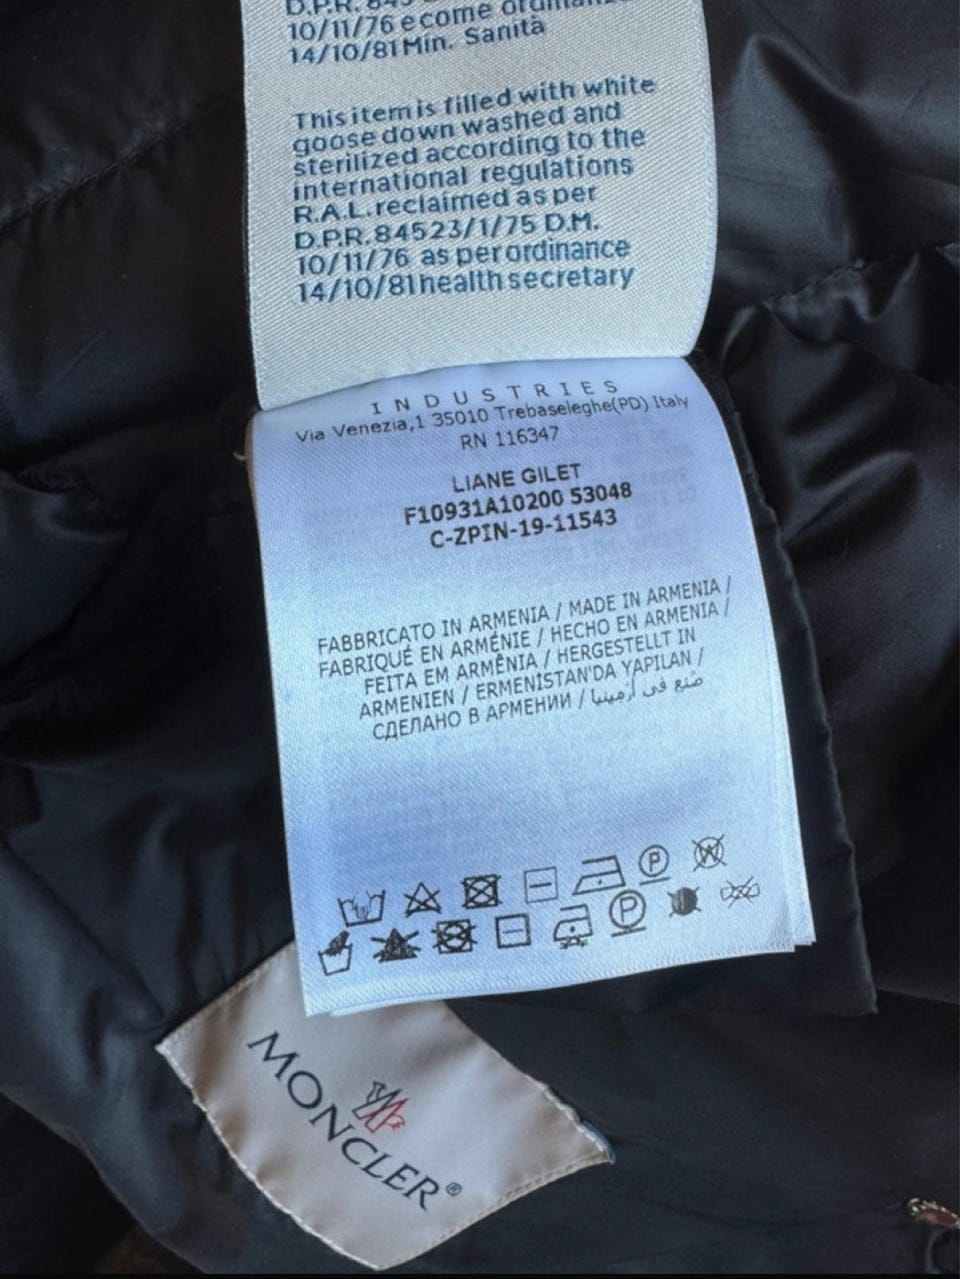 D.P.R. 845
10/11/76 e come ordinanza
14/10/81 Min. Sanità
This item is filled with white
goose down washed and
sterilized according to the
international regulations
R.A.L. reclaimed as per
D.P.R. 84523/1/75 D.M.
10/11/76 as per ordinance
14/10/81 health secretary
INDUSTRIES
Via Venezia,1 35010 Trebaseleghe(PD) Italy
RN 116347
LIANE GILET
F10931A10200 53048
C-ZPIN-19-11543
FABBRICATO IN ARMENIA / MADE IN ARMENIA /
FABRIQUÉ EN ARMÉNIE / HECHO EN ARMENIA /
FEITA EM ARMÊNIA / HERGESTELLT IN
ARMENIEN / ERMENİSTAN'DA YAPILAN /
СДЕЛАНО В АРМЕНИИ / صنع في أرمينيا
P
W
P
MONCLER®